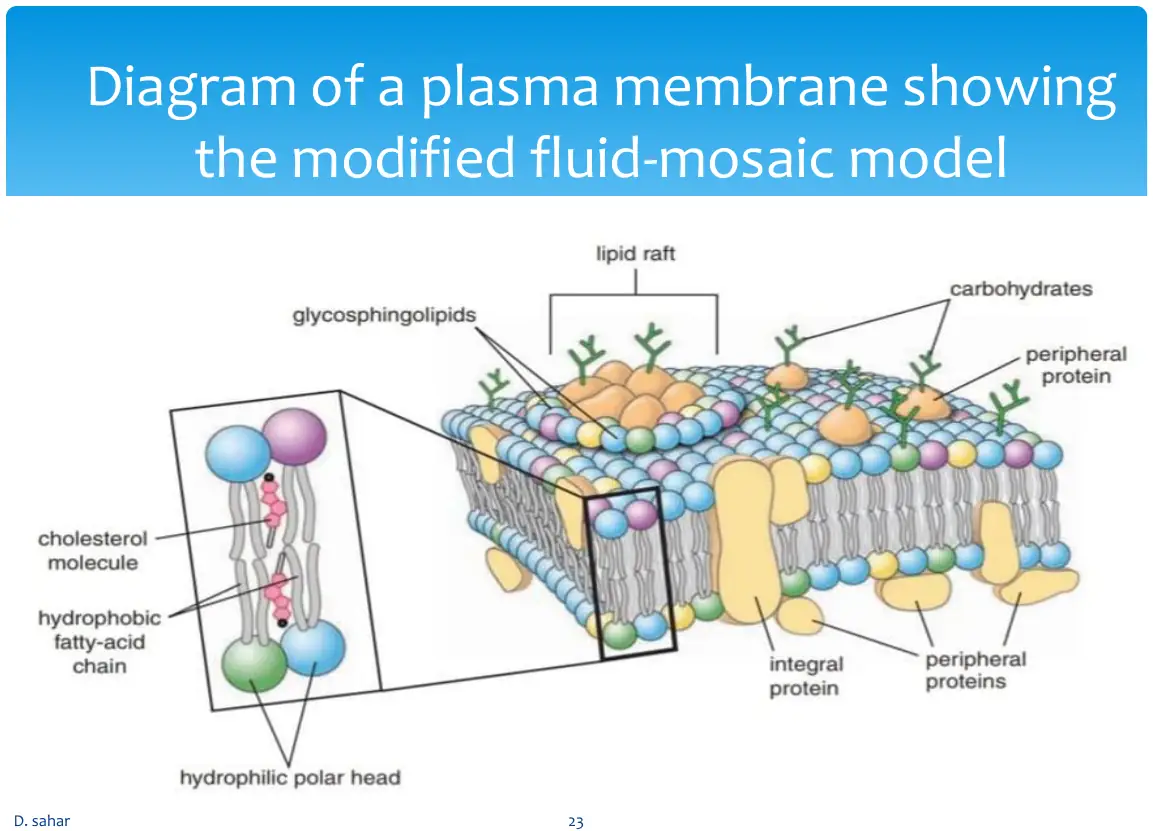 Diagram of a plasma membrane showing
the modified fluid-mosaic model
lipid raft
carbohydrates
glycosphingolipids
peripheral
protein
cholesterol
molecule
hydrophobic
fatty-acid
chain
integral
protein
peripheral
proteins
hydrophilic polar head
D. sahar
23